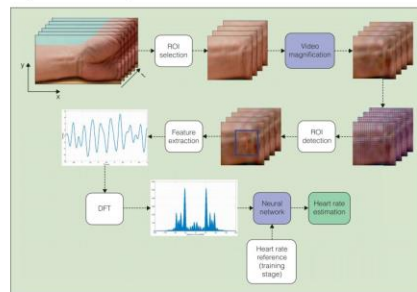 y
x
t
ROI
selection
Video
magnification
Feature
extraction
ROI
detection
DFT
Neural
network
Heart rate
estimation
Heart rate
reference
(training
stage)